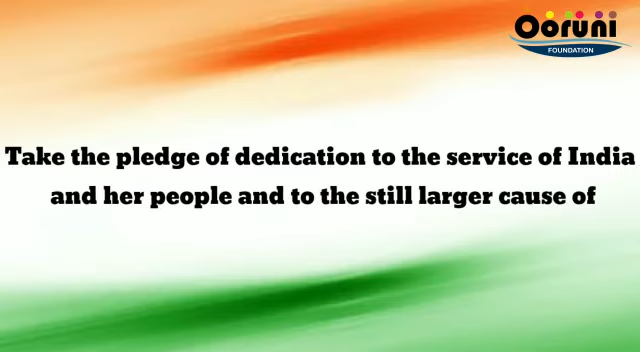 Ooruni
FOUNDATION
Take the pledge of dedication to the service of India
and her people and to the still larger cause of